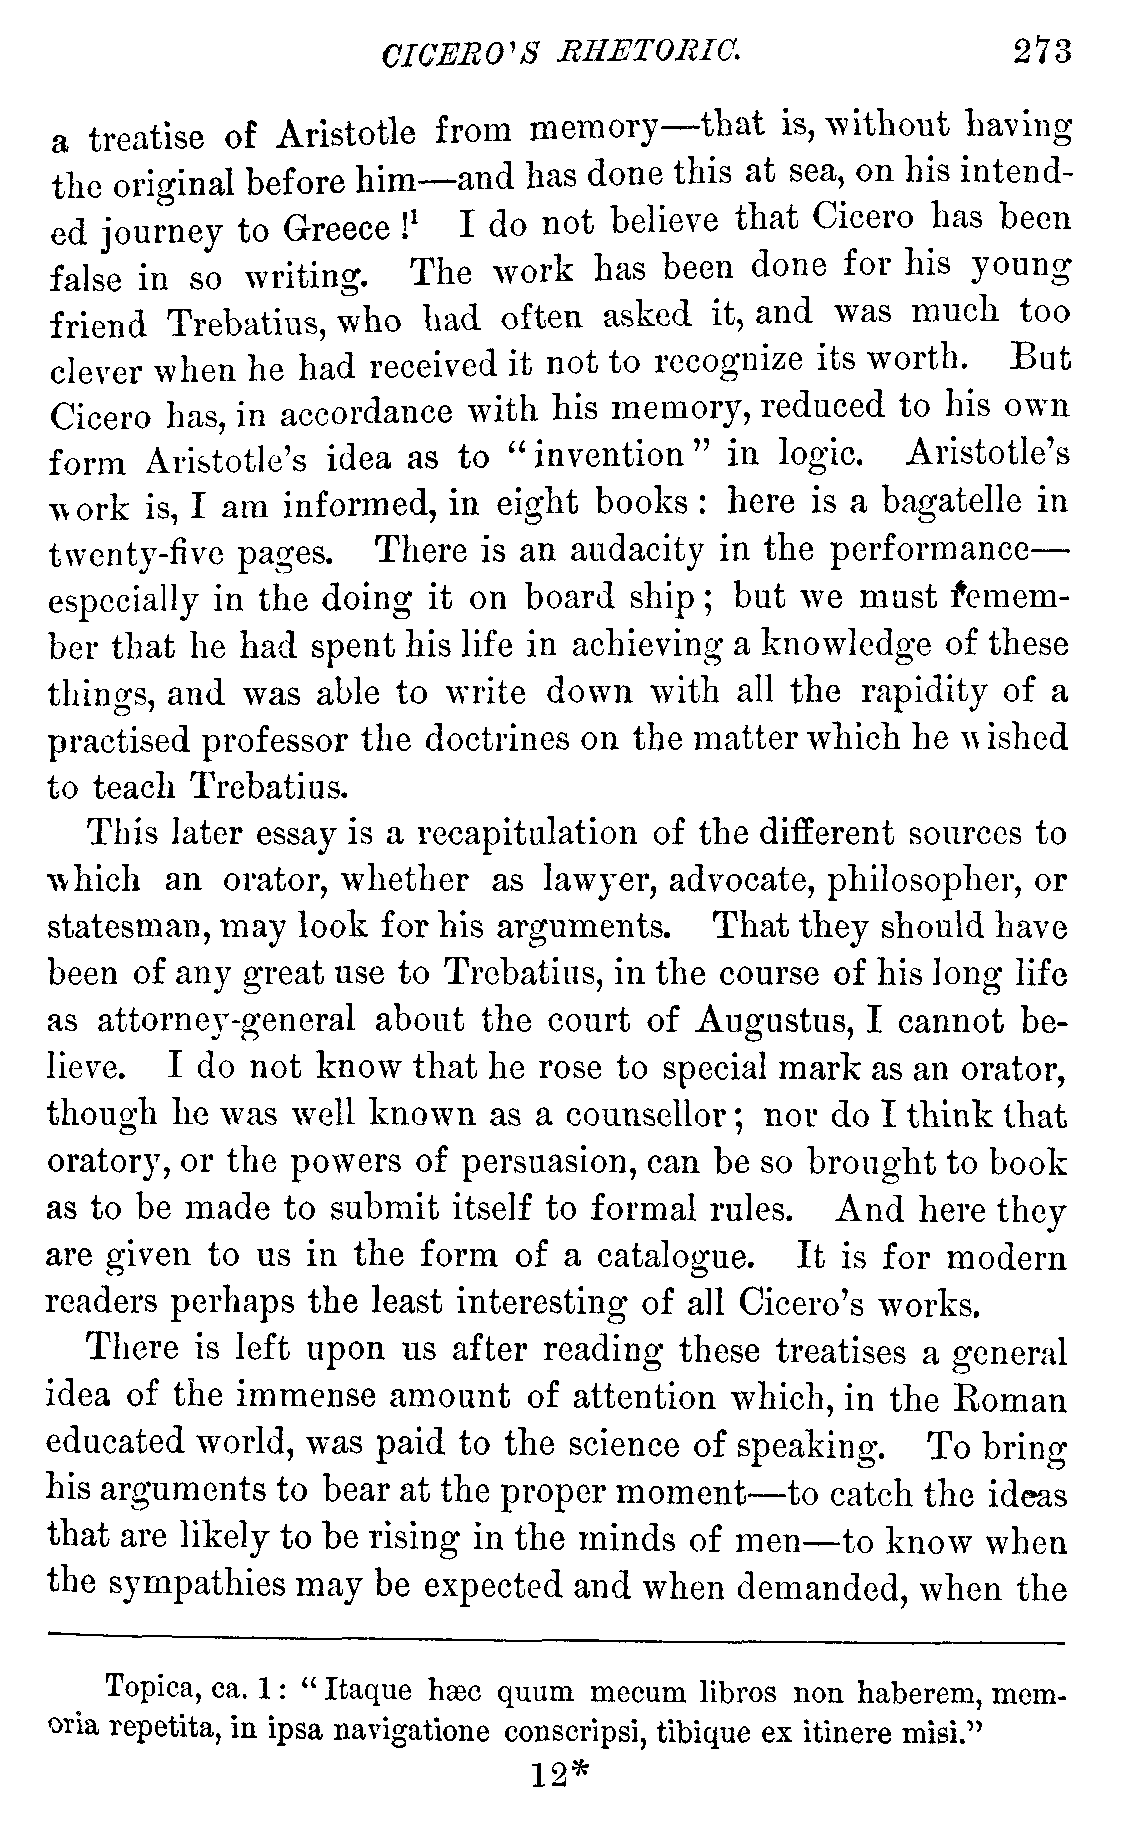 CICERO'S RHETORIC. 273
a treatise of Aristotle from memory—that is, without having
the original before him—and has done this at sea, on his intend-
ed journey to Greece!¹ I do not believe that Cicero has been
false in so writing. The work has been done for his young
friend Trebatius, who had often asked it, and was much too
clever when he had received it not to recognize its worth. But
Cicero has, in accordance with his memory, reduced to his own
form Aristotle's idea as to "invention" in logic. Aristotle's
work is, I am informed, in eight books: here is a bagatelle in
twenty-five pages. There is an audacity in the performance—
especially in the doing it on board ship; but we must remem-
ber that he had spent his life in achieving a knowledge of these
things, and was able to write down with all the rapidity of a
practised professor the doctrines on the matter which he wished
to teach Trebatius.
This later essay is a recapitulation of the different sources to
which an orator, whether as lawyer, advocate, philosopher, or
statesman, may look for his arguments. That they should have
been of any great use to Trebatius, in the course of his long life
as attorney-general about the court of Augustus, I cannot be-
lieve. I do not know that he rose to special mark as an orator,
though he was well known as a counsellor; nor do I think that
oratory, or the powers of persuasion, can be so brought to book
as to be made to submit itself to formal rules. And here they
are given to us in the form of a catalogue. It is for modern
readers perhaps the least interesting of all Cicero's works.
There is left upon us after reading these treatises a general
idea of the immense amount of attention which, in the Roman
educated world, was paid to the science of speaking. To bring
his arguments to bear at the proper moment—to catch the ideas
that are likely to be rising in the minds of men—to know when
the sympathies may be expected and when demanded, when the
Topica, ca. 1: "Itaque hæc quum mecum libros non haberem, mem-
oria repetita, in ipsa navigatione conscripsi, tibique ex itinere misi."
12*